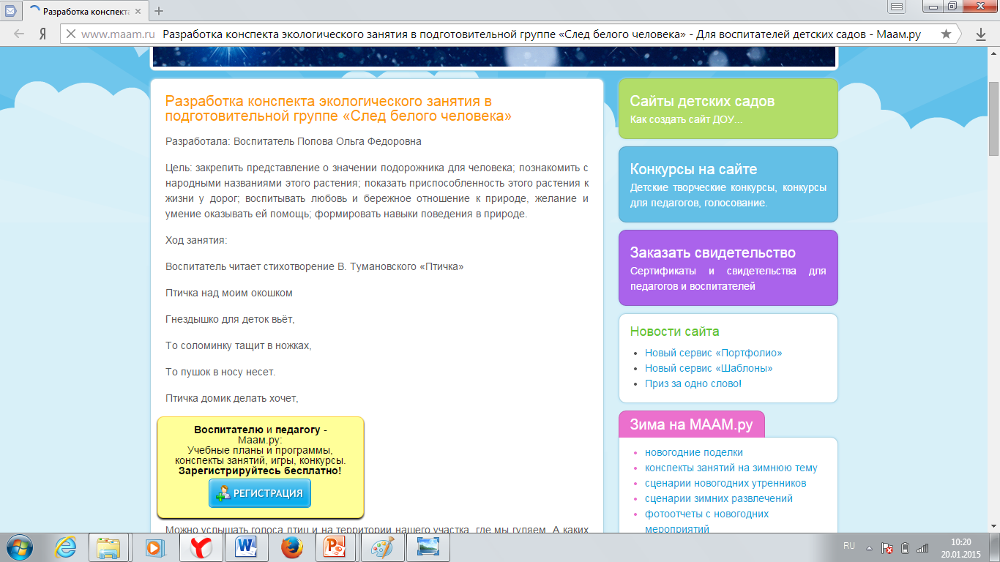 Разработка конспекта
www.maam.ru Разработка конспекта экологического занятия в подготовительной группе «След белого человека» - Для воспитателей детских садов - Маам.ру
Разработка конспекта экологического занятия в
подготовительной группе «След белого человека»
Разработала: Воспитатель Попова Ольга Федоровна
Цель: закрепить представление о значении подорожника для человека; познакомить с
народными названиями этого растения; показать приспособленность этого растения к
жизни у дорог; воспитывать любовь и бережное отношение к природе, желание и
умение оказывать ей помощь; формировать навыки поведения в природе.
Ход занятия:
Воспитатель читает стихотворение В. Тумановского «Птичка»
Птичка над моим окошком
Гнездышко для деток вьёт,
То соломинку тащит в ножках,
То пушок в носу несет.
Птичка домик делать хочет,
Воспитателю и педагогу -
Маам.ру:
Учебные планы и программы,
конспекты занятий, игры, конкурсы.
Зарегистрируйтесь бесплатно!
РЕГИСТРАЦИЯ
Можно услышать голоса птиц и на территории нашего участка, где мы гуляем. А каких
Сайты детских садов
Как создать сайт ДОУ...
Конкурсы на сайте
Детские творческие конкурсы, конкурсы
для педагогов, голосование.
Заказать свидетельство
Сертификаты и свидетельства для
педагогов и воспитателей
Новости сайта
Новый сервис «Портфолио»
Новый сервис «Шаблоны»
Приз за одно слово!
Зима на МААМ.ру
новогодние поделки
конспекты занятий на зимнюю тему
сценарии новогодних утренников
сценарии зимних развлечений
фотоотчеты с новогодних
мероприятий
RU
10:20
20.01.2015